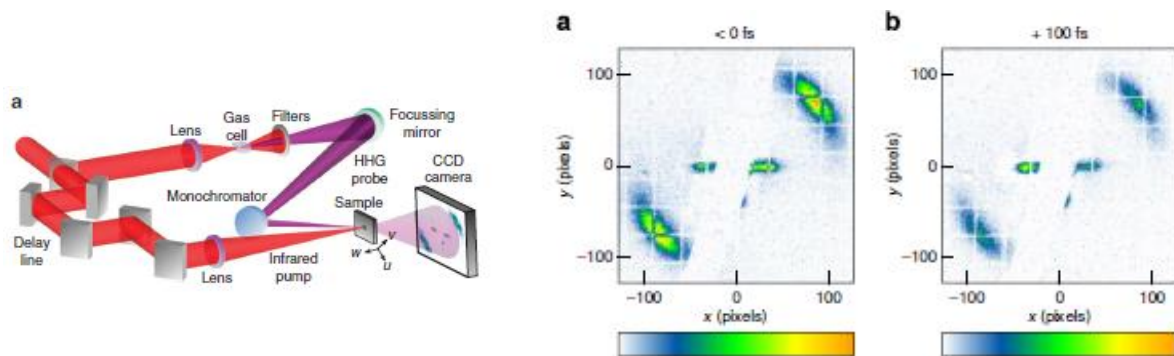 a
Lens
Gas
cell
Filters
Focussing
mirror
HHG
probe
CCD
camera
Monochromator
Sample
Delay
line
Lens
Infrared
pump
w
v
u
a
< 0 fs
100
0
−100
y (pixels)
−100
0
100
x (pixels)
b
+ 100 fs
100
0
−100
y (pixels)
−100
0
100
x (pixels)